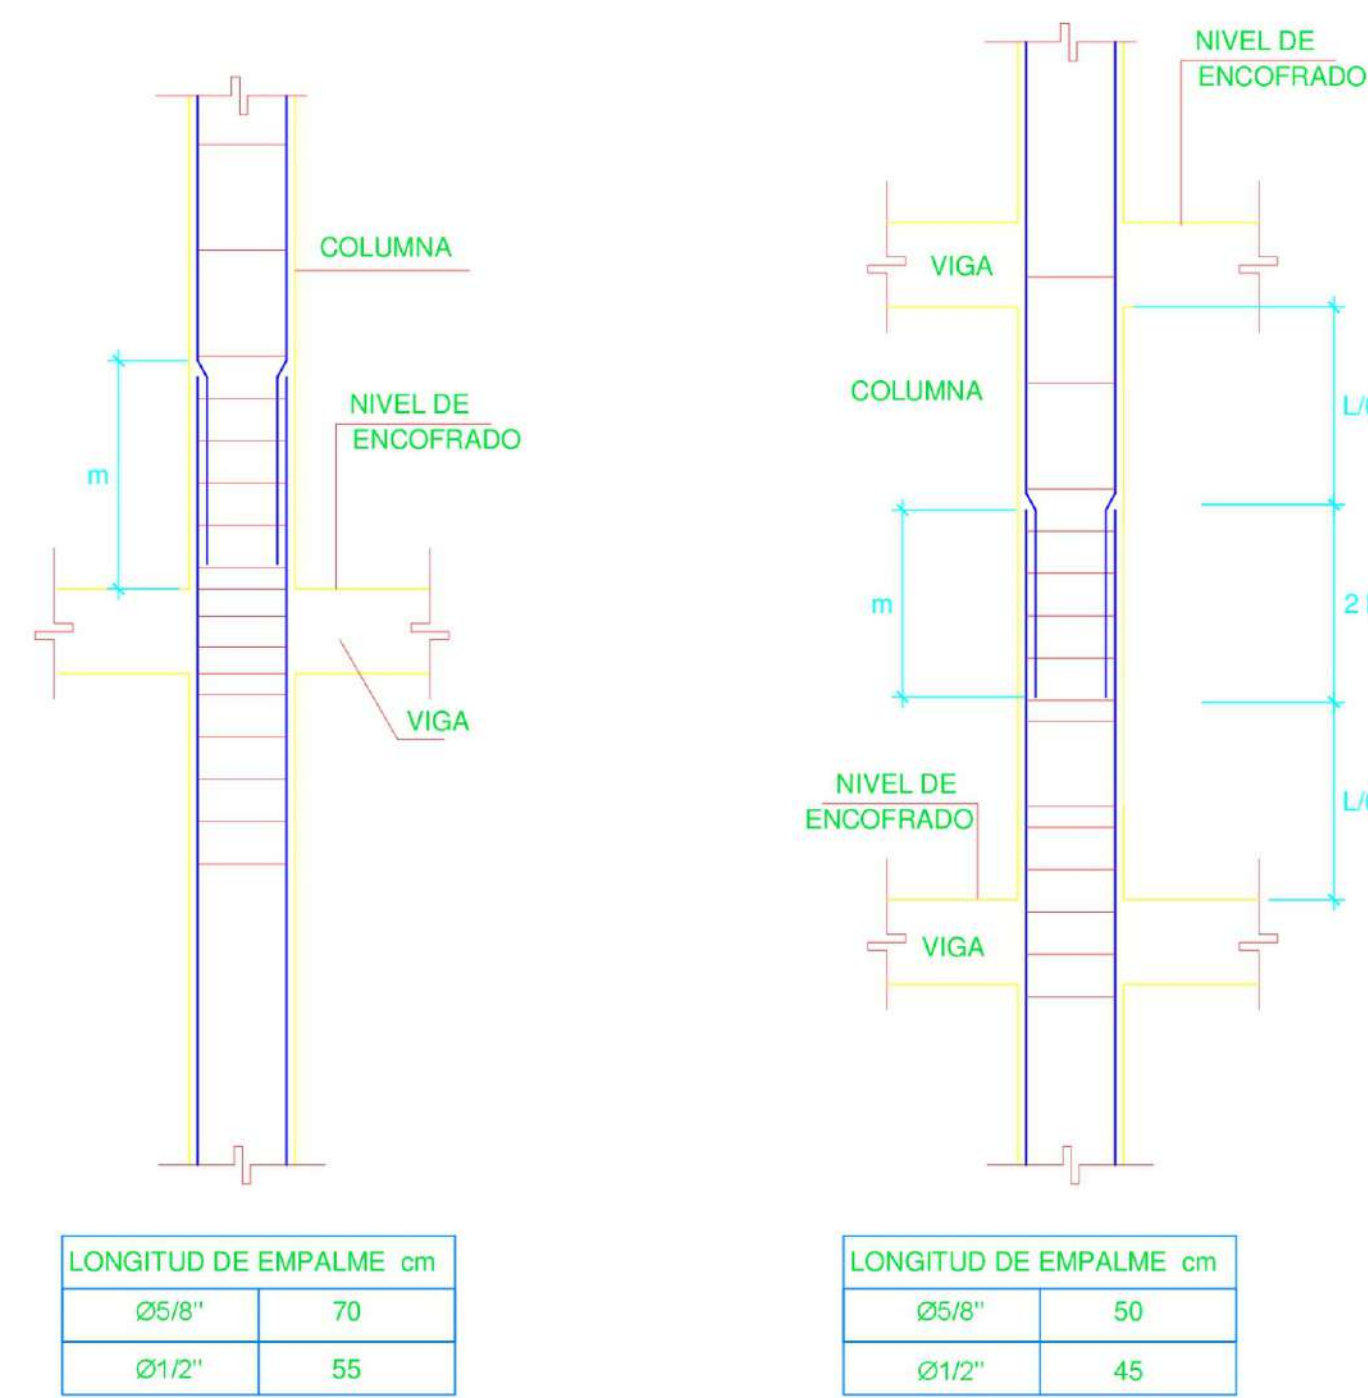 COLUMNA
NIVEL DE
ENCOFRADO
m
VIGA
LONGITUD DE EMPALME cm
Ø5/8" 70
Ø1/2" 55
NIVEL DE
ENCOFRADO
VIGA
COLUMNA
m
2
NIVEL DE
ENCOFRADO
VIGA
LONGITUD DE EMPALME cm
Ø5/8" 50
Ø1/2" 45